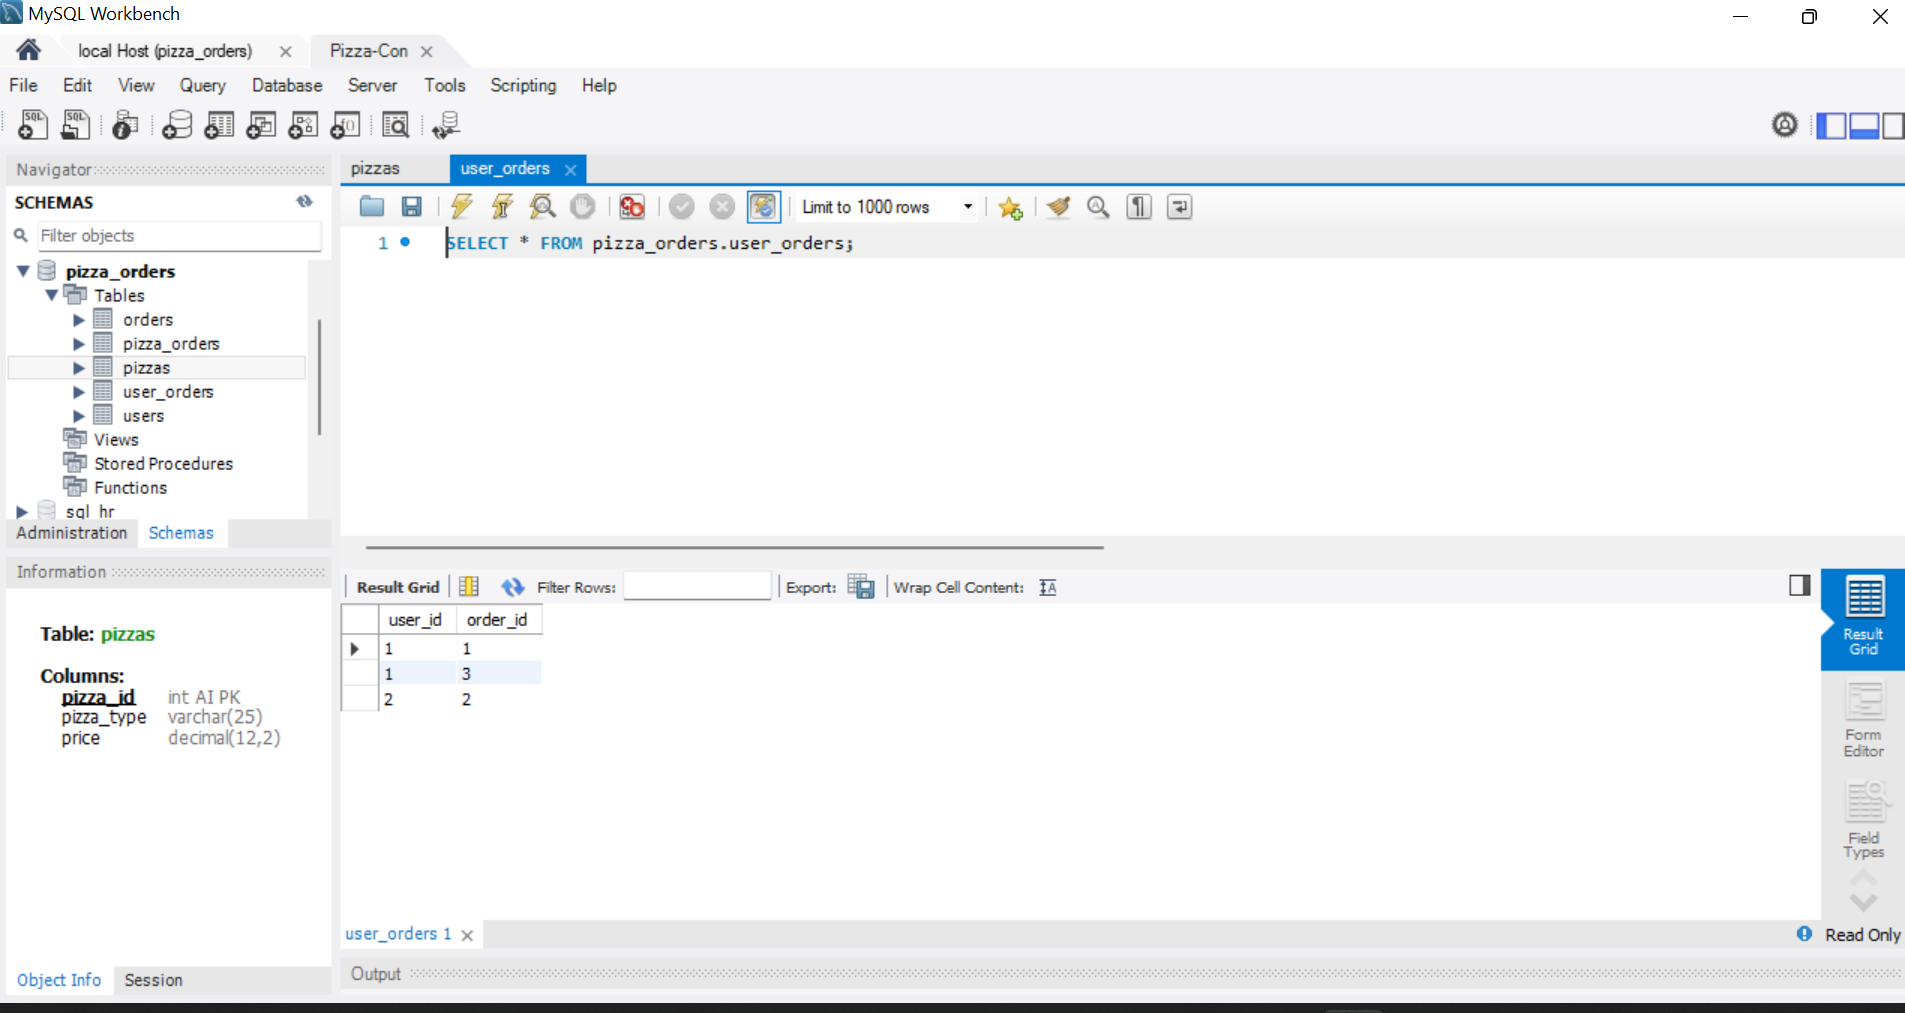 MySQL Workbench
local Host (pizza_orders)
Pizza-Con
File Edit View Query Database Server Tools Scripting Help
Navigator
SCHEMAS
Filter objects
pizza_orders
Tables
orders
pizza_orders
pizzas
user_orders
users
Views
Stored Procedures
Functions
sql_hr
Administration Schemas
Information
Table: pizzas
Columns:
pizza_id int AI PK
pizza_type varchar(25)
price decimal(12,2)
Object Info Session
pizzas user_orders
Limit to 1000 rows
1 SELECT * FROM pizza_orders.user_orders;
Result Grid Filter Rows: Export: Wrap Cell Content:
user_id order_id
1 1
1 3
2 2
Result
Grid
Form
Editor
Field
Types
user_orders 1
Read Only
Output